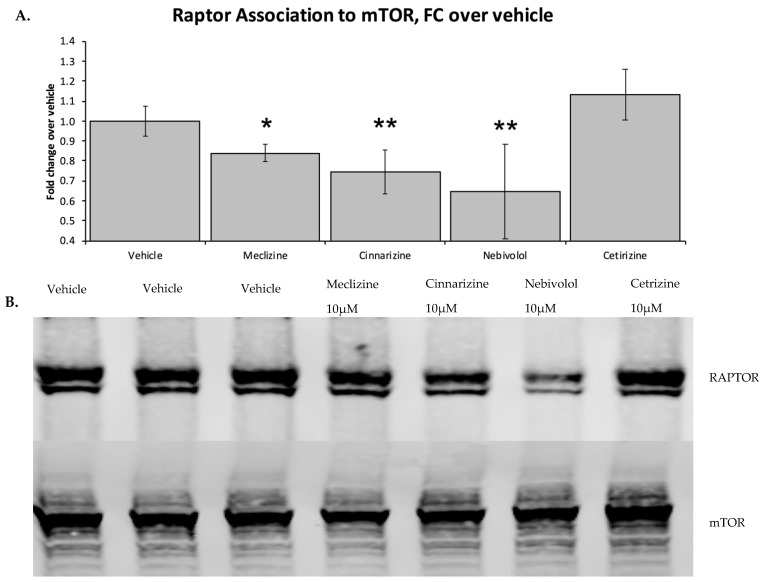 A.
Raptor Association to mTOR, FC over vehicle
Fold change over vehicle
1.4
1.3
1.2
1.1
1.0
0.9
0.8
0.7
0.6
0.5
0.4
*
**
**
Vehicle Meclizine Cinnarizine Nebivolol Cetirizine
B.
Vehicle Vehicle Vehicle Meclizine Cinnarizine Nebivolol Cetrizine
10µM 10µM 10µM 10µM
RAPTOR
mTOR